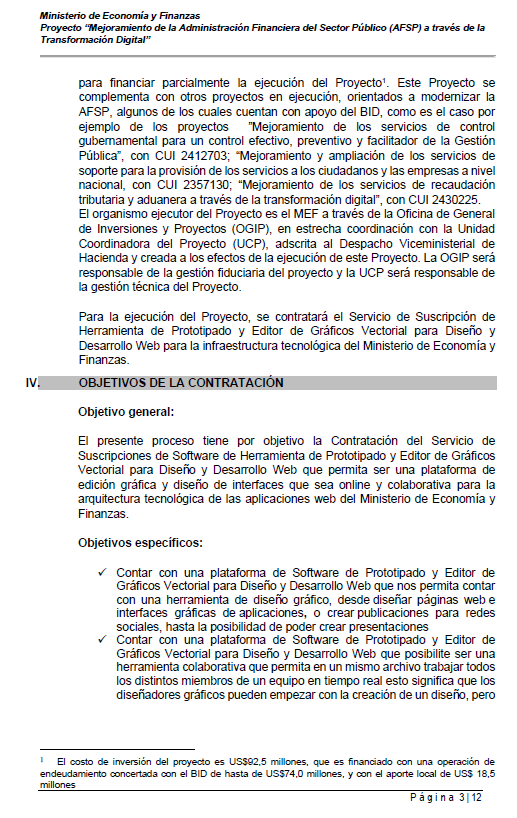 Ministerio de Economía y Finanzas
Proyecto “Mejoramiento de la Administración Financiera del Sector Público (AFSP) a través de la
Transformación Digital”
para financiar parcialmente la ejecución del Proyecto¹. Este Proyecto se
complementa con otros proyectos en ejecución, orientados a modernizar la
AFSP, algunos de los cuales cuentan con apoyo del BID, como es el caso por
ejemplo de los proyectos ”Mejoramiento de los servicios de control
gubernamental para un control efectivo, preventivo y facilitador de la Gestión
Pública”, con CUI 2412703; “Mejoramiento y ampliación de los servicios de
soporte para la provisión de los servicios a los ciudadanos y las empresas a nivel
nacional, con CUI 2357130; “Mejoramiento de los servicios de recaudación
tributaria y aduanera a través de la transformación digital”, con CUI 2430225.
El organismo ejecutor del Proyecto es el MEF a través de la Oficina de General
de Inversiones y Proyectos (OGIP), en estrecha coordinación con la Unidad
Coordinadora del Proyecto (UCP), adscrita al Despacho Viceministerial de
Hacienda y creada a los efectos de la ejecución de este Proyecto. La OGIP será
responsable de la gestión fiduciaria del proyecto y la UCP será responsable de
la gestión técnica del Proyecto.
Para la ejecución del Proyecto, se contratará el Servicio de Suscripción de
Herramienta de Prototipado y Editor de Gráficos Vectorial para Diseño y
Desarrollo Web para la infraestructura tecnológica del Ministerio de Economía y
Finanzas.
IV. OBJETIVOS DE LA CONTRATACIÓN
Objetivo general:
El presente proceso tiene por objetivo la Contratación del Servicio de
Suscripciones de Software de Herramienta de Prototipado y Editor de Gráficos
Vectorial para Diseño y Desarrollo Web que permita ser una plataforma de
edición gráfica y diseño de interfaces que sea online y colaborativa para la
arquitectura tecnológica de las aplicaciones web del Ministerio de Economía y
Finanzas.
Objetivos específicos:
✓ Contar con una plataforma de Software de Prototipado y Editor de
Gráficos Vectorial para Diseño y Desarrollo Web que nos permita contar
con una herramienta de diseño gráfico, desde diseñar páginas web e
interfaces gráficas de aplicaciones, o crear publicaciones para redes
sociales, hasta la posibilidad de poder crear presentaciones
✓ Contar con una plataforma de Software de Prototipado y Editor de
Gráficos Vectorial para Diseño y Desarrollo Web que posibilite ser una
herramienta colaborativa que permita en un mismo archivo trabajar todos
los distintos miembros de un equipo en tiempo real esto significa que los
diseñadores gráficos pueden empezar con la creación de un diseño, pero
¹ El costo de inversión del proyecto es US$92,5 millones, que es financiado con una operación de
endeudamiento concertada con el BID de hasta de US$74,0 millones, y con el aporte local de US$ 18,5
millones
Página 3|12